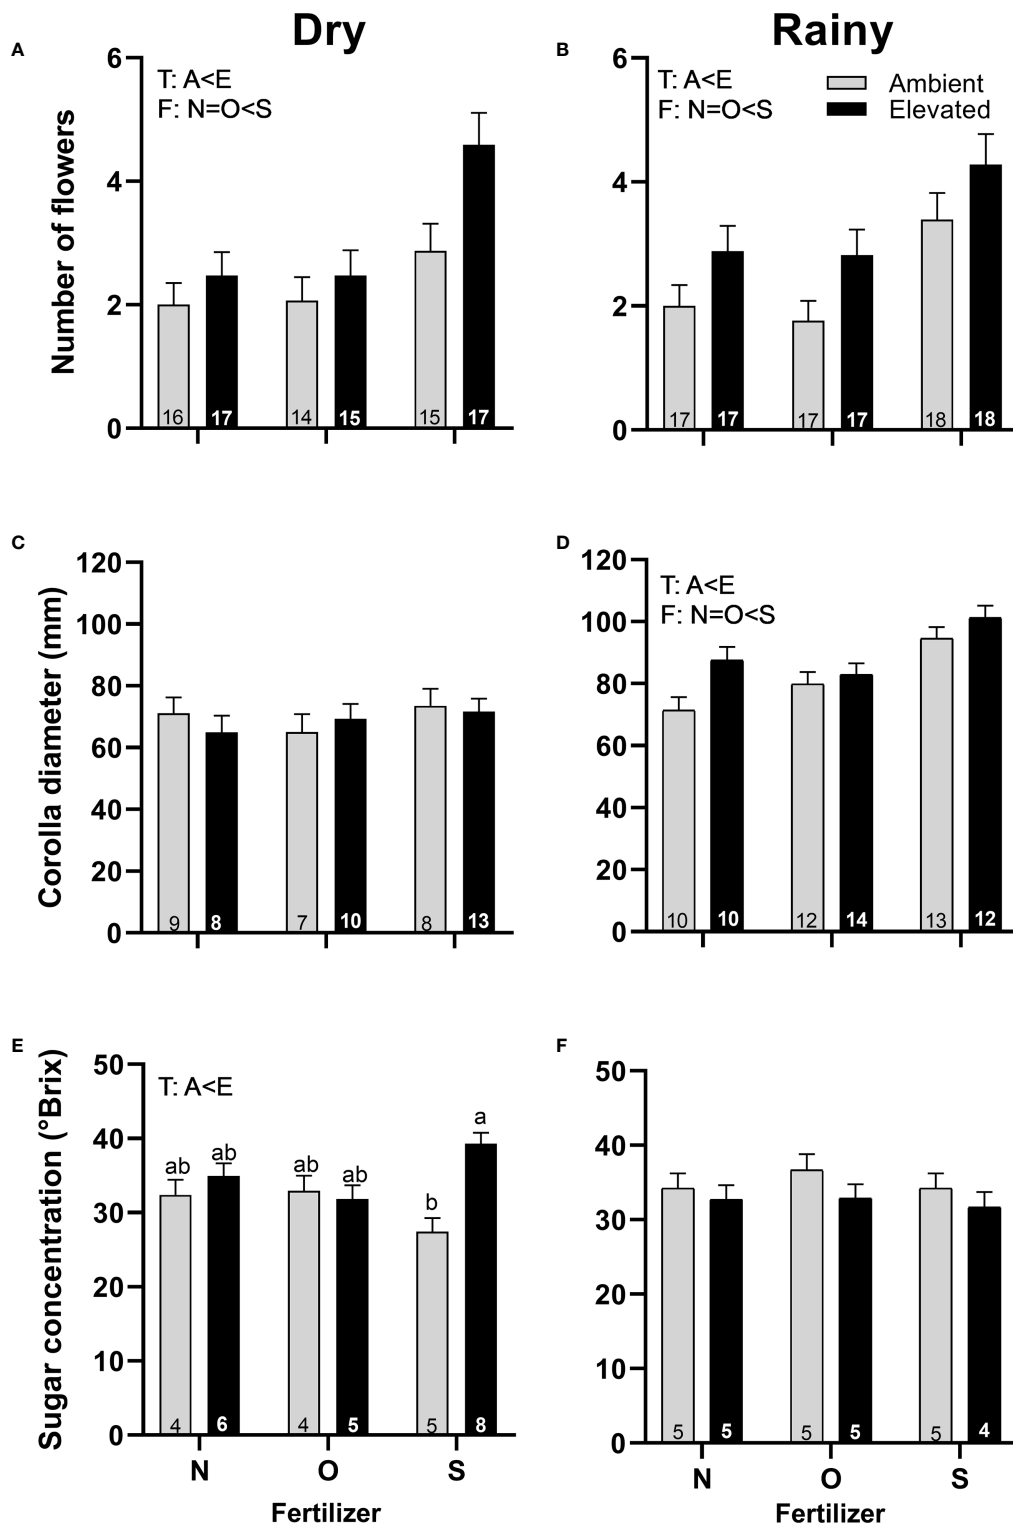 Dry
Rainy
A
B
Number of flowers
6
4
2
0
T: A<E
F: N=O<S
16
17
14
15
15
17
6
4
2
0
T: A<E
F: N=O<S
Ambient
Elevated
17
17
17
17
18
18
C
D
Corolla diameter (mm)
120
100
80
60
40
20
0
9
8
7
10
8
13
120
100
80
60
40
20
0
T: A<E
F: N=O<S
10
10
12
14
13
12
E
F
Sugar concentration (°Brix)
50
40
30
20
10
0
T: A<E
ab
ab
ab
ab
b
a
4
6
4
5
5
8
N
O
S
Fertilizer
50
40
30
20
10
0
5
5
5
5
5
4
N
O
S
Fertilizer